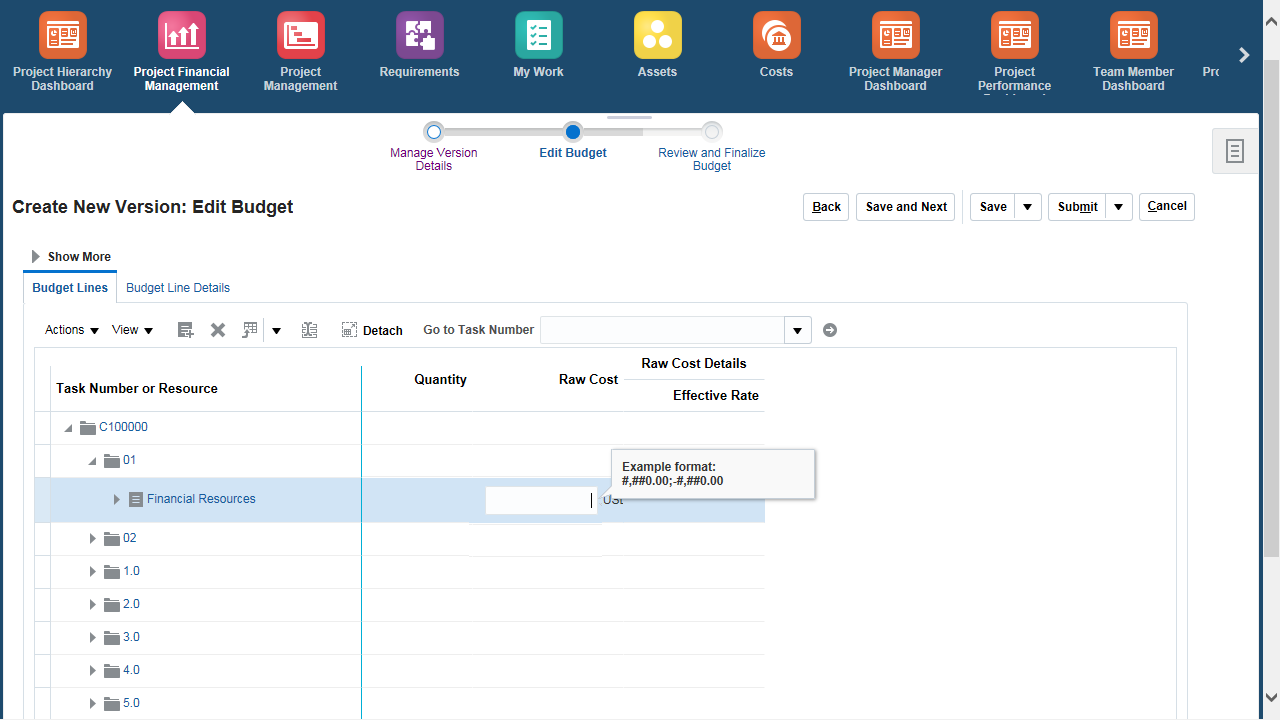 Project Hierarchy
Dashboard
Project Financial
Management
Project
Management
Requirements
My Work
Assets
Costs
Project Manager
Dashboard
Project
Performance
Team Member
Dashboard
Manage Version
Details
Edit Budget
Review and Finalize
Budget
Create New Version: Edit Budget
Back
Save and Next
Save
Submit
Cancel
Show More
Budget Lines
Budget Line Details
Actions
View
Detach
Go to Task Number
Task Number or Resource
Quantity
Raw Cost
Raw Cost Details
Effective Rate
C100000
01
Example format:
#,##0.00;-#,##0.00
Financial Resources
02
1.0
2.0
3.0
4.0
5.0